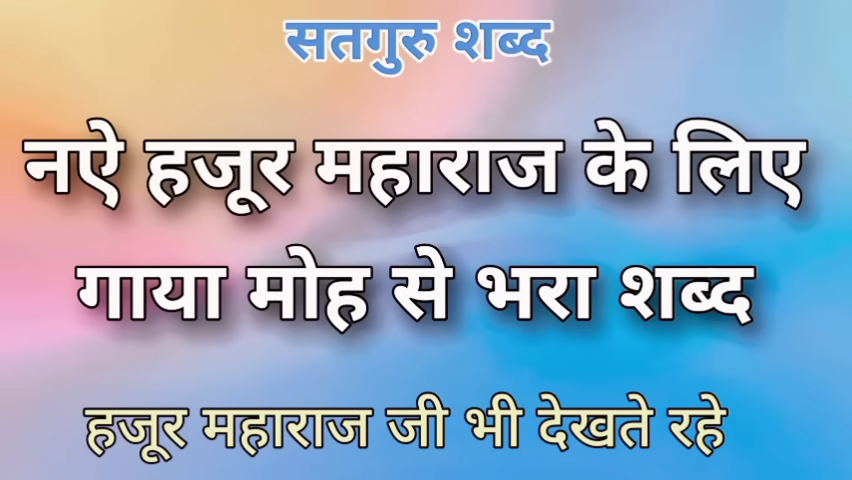 सतगुरु शब्द
नऐ हजूर महाराज के लिए
गाया मोह से भरा शब्द
हजूर महाराज जी भी देखते रहे